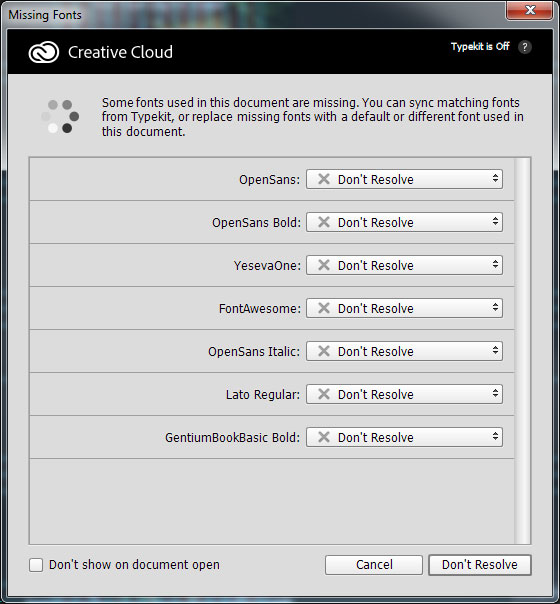 Missing Fonts
Creative Cloud
Typekit is Off ?
Some fonts used in this document are missing. You can sync matching fonts
from Typekit, or replace missing fonts with a default or different font used in
this document.
OpenSans: Don't Resolve
OpenSans Bold: Don't Resolve
YesevaOne: Don't Resolve
FontAwesome: Don't Resolve
OpenSans Italic: Don't Resolve
Lato Regular: Don't Resolve
GentiumBookBasic Bold: Don't Resolve
Don't show on document open
Cancel
Don't Resolve